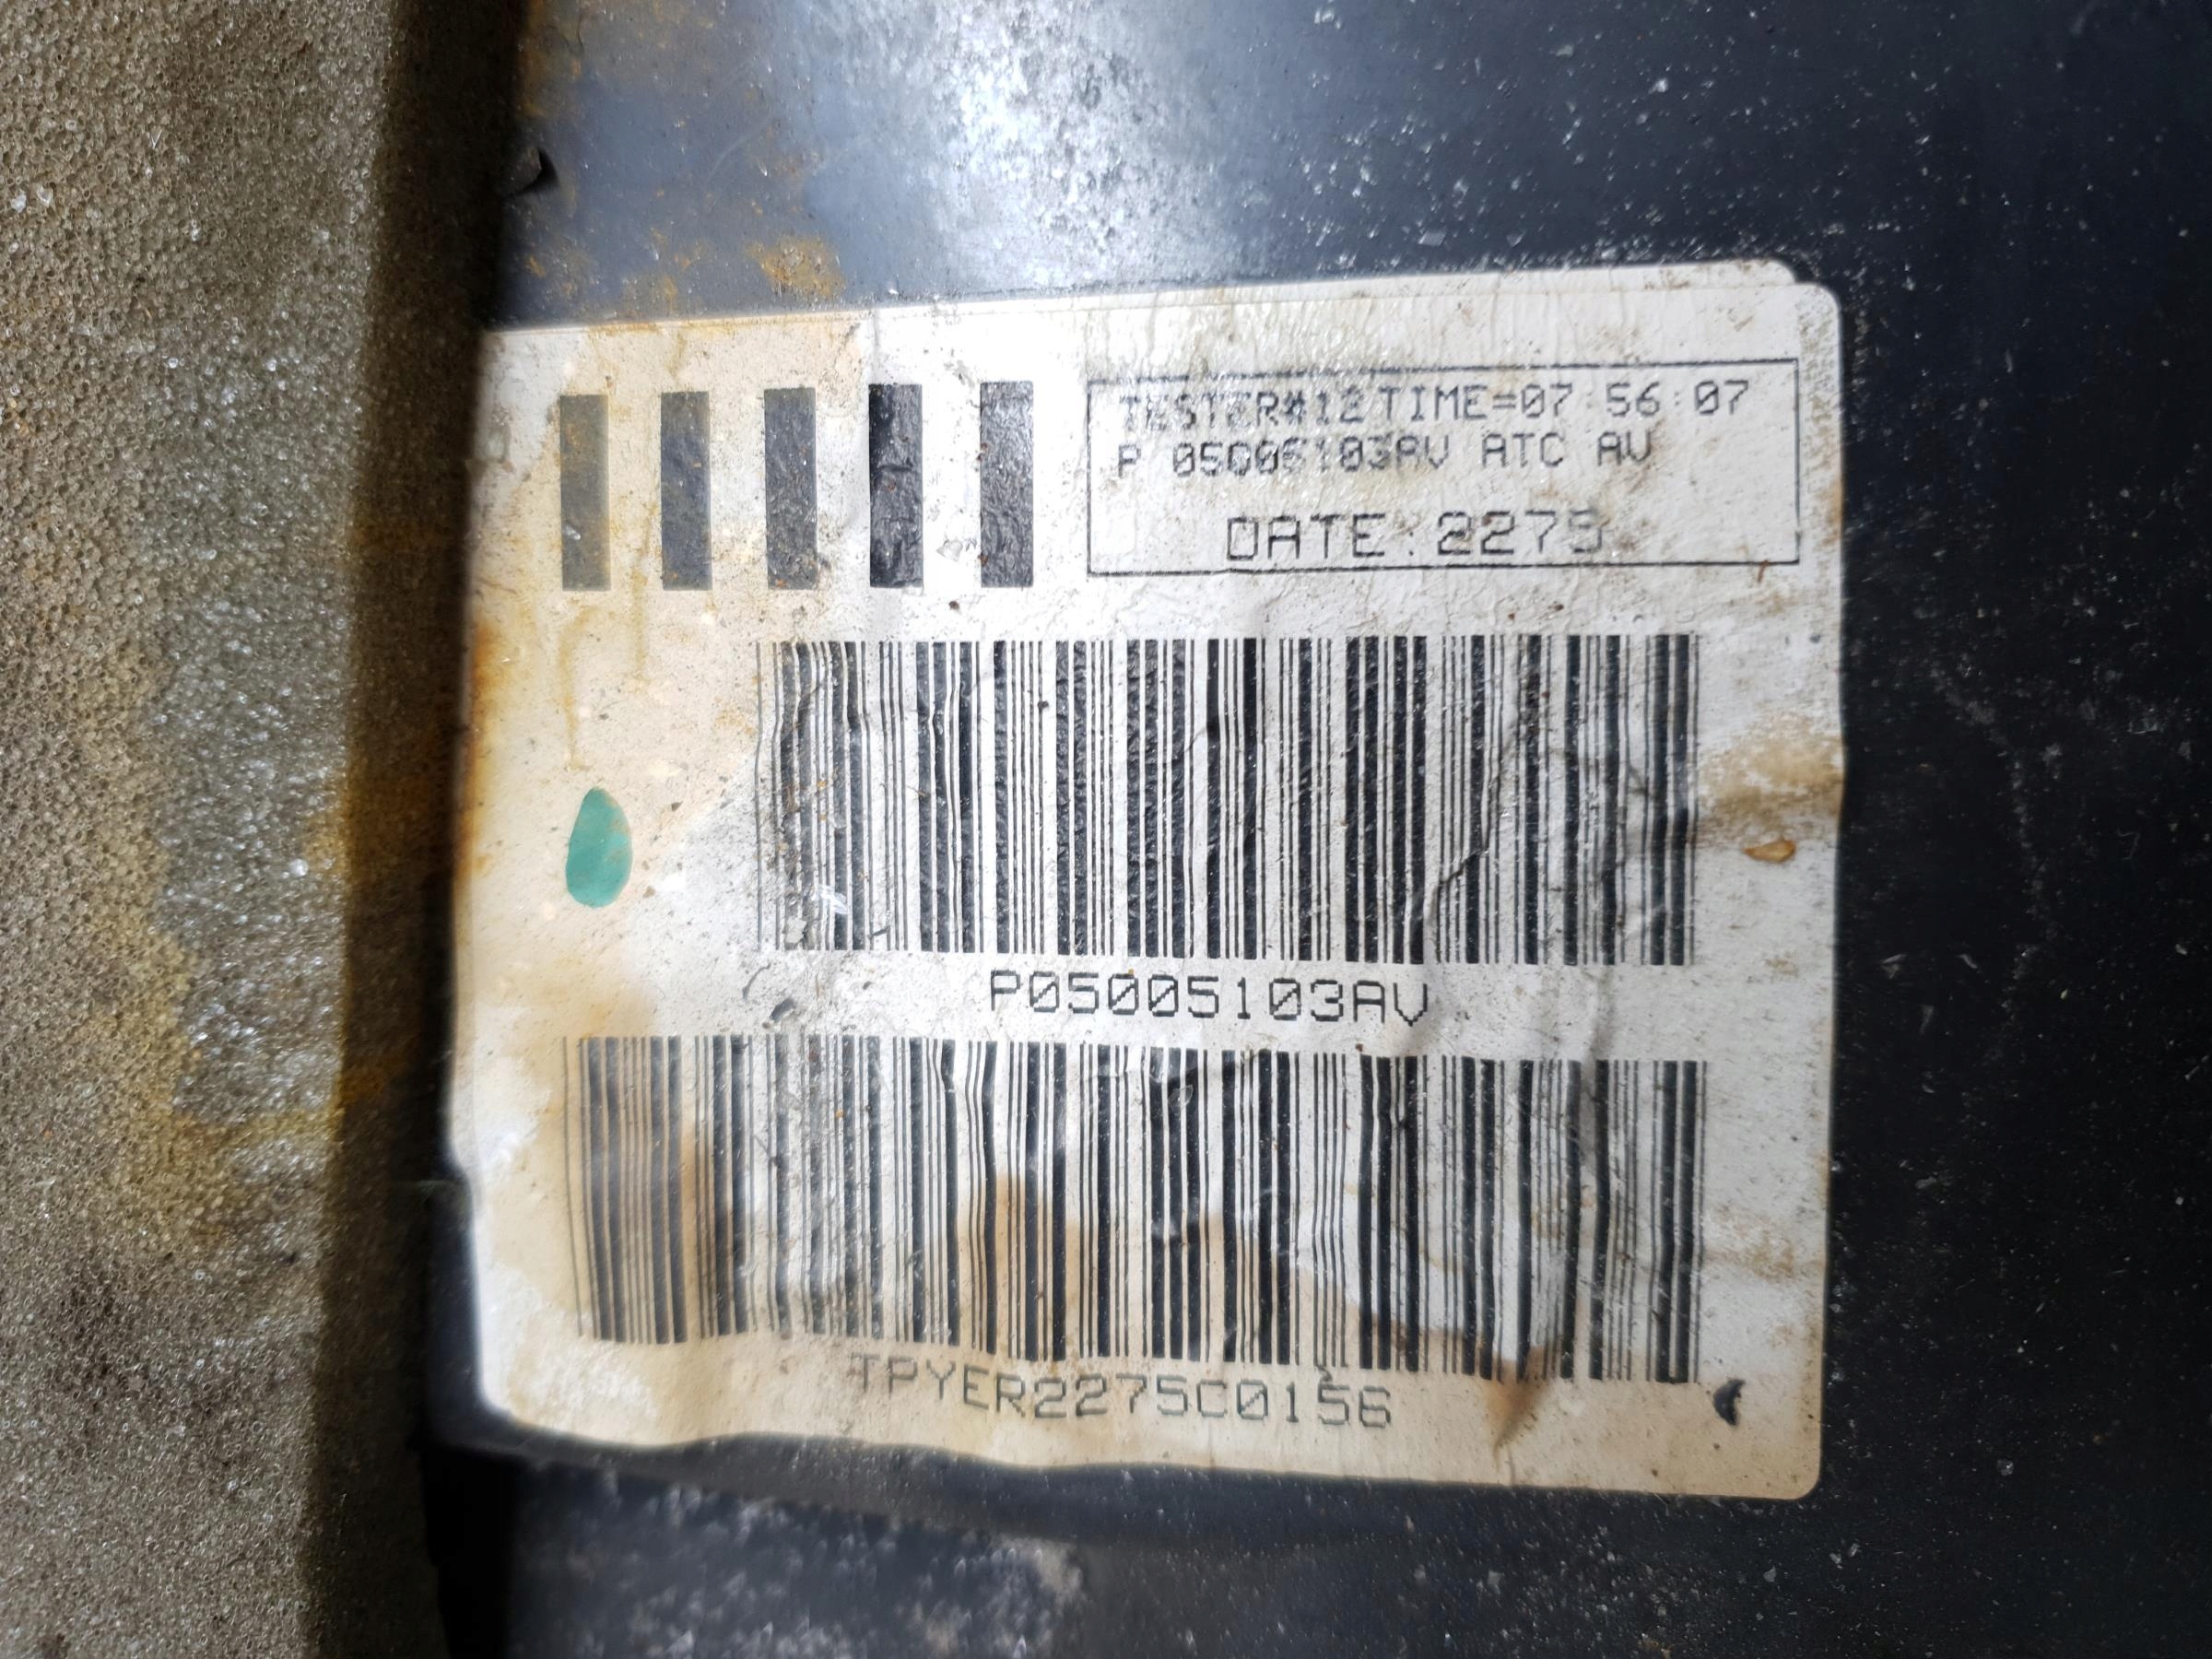 TESTER#12 TIME=07:56:07
P 05005103AV ATC AV
DATE:2275
P05005103AV
TPYER2275C0156